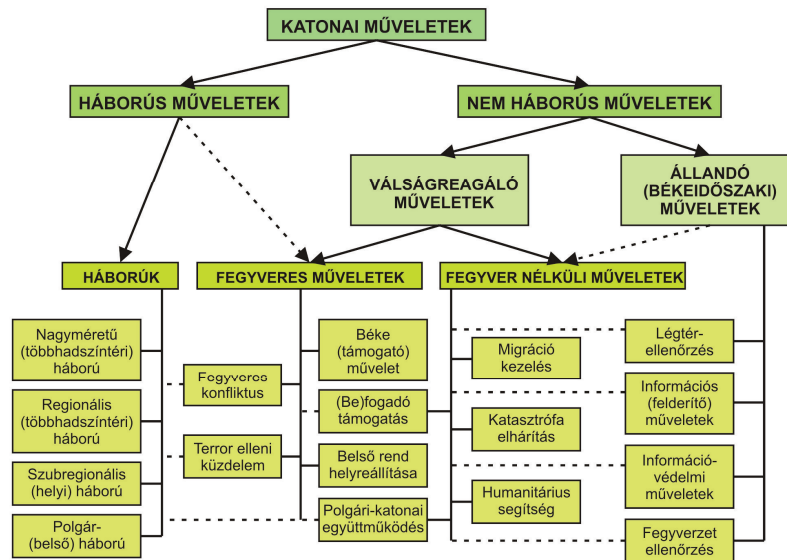 KATONAI MŰVELETEK
HÁBORÚS MŰVELETEK
NEM HÁBORÚS MŰVELETEK
VÁLSÁGREAGÁLÓ
MŰVELETEK
ÁLLANDÓ
(BÉKEIDŐSZAKI)
MŰVELETEK
HÁBORÚK
FEGYVERES MŰVELETEK
FEGYVER NÉLKÜLI MŰVELETEK
Nagyméretű
(többhadszíntéri)
háború
Regionális
(többhadszíntéri)
háború
Szubregionális
(helyi) háború
Polgár-
(belső) háború
Fegyveres
konfliktus
Terror elleni
küzdelem
Béke
(támogató)
művelet
(Be)fogadó
támogatás
Belső rend
helyreállítása
Polgári-katonai
együttműködés
Migráció
kezelés
Katasztrófa
elhárítás
Humanitárius
segítség
Légtér-
ellenőrzés
Információs
(felderítő)
műveletek
Információ-
védelmi
műveletek
Fegyverzet
ellenőrzés